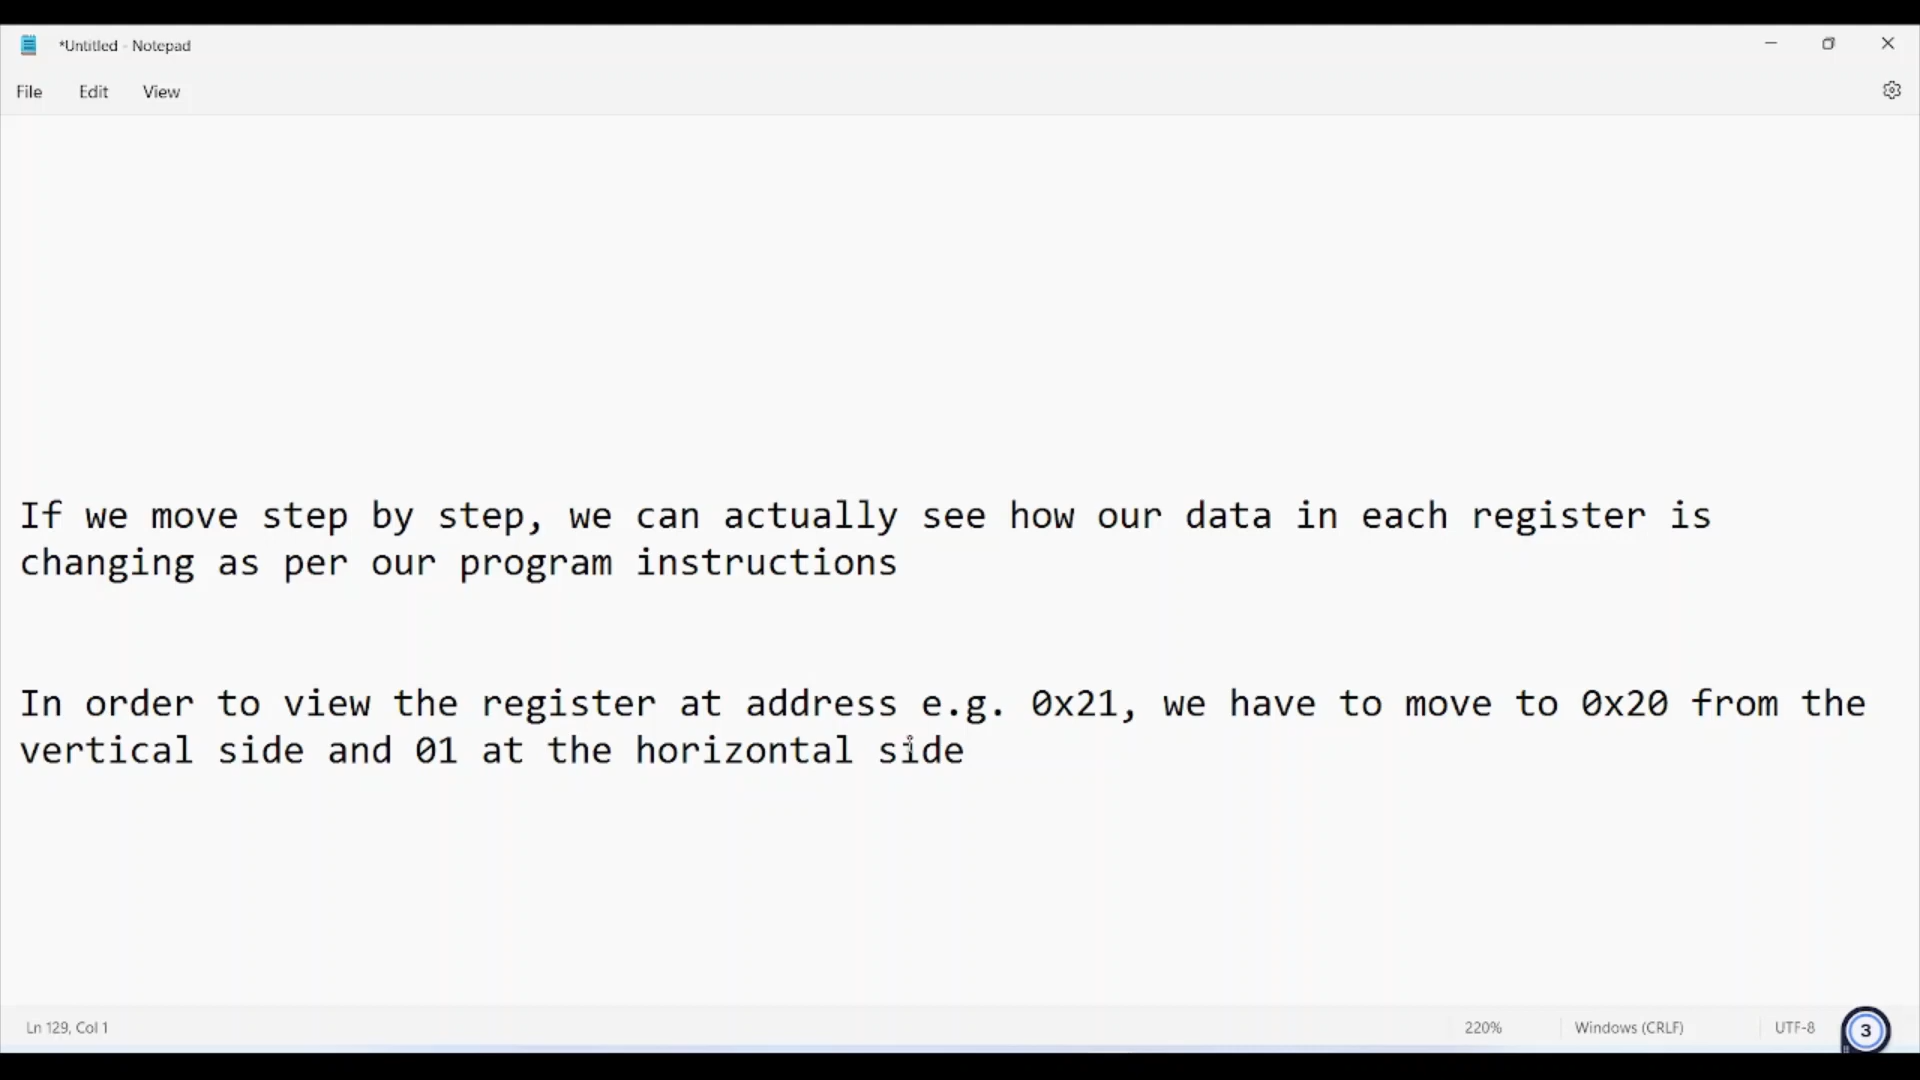 *Untitled - Notepad
File Edit View
If we move step by step, we can actually see how our data in each register is
changing as per our program instructions
In order to view the register at address e.g. 0x21, we have to move to 0x20 from the
vertical side and 01 at the horizontal side
Ln 129, Col 1 220% Windows (CRLF) UTF-8 3